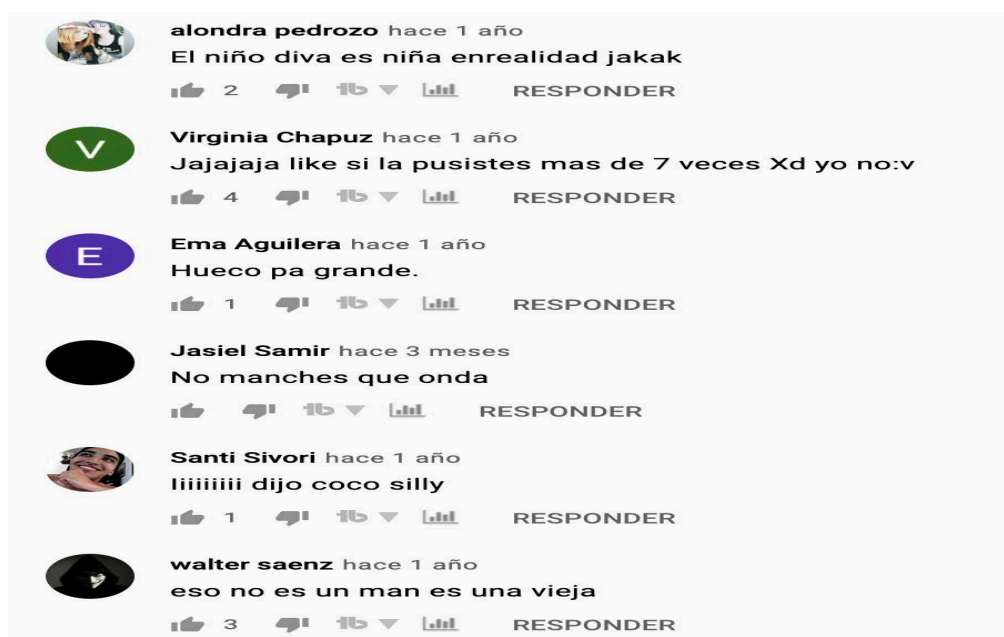 alondra pedrozo hace 1 año
El niño diva es niña enrealidad jakak
2 RESPONDER
V
Virginia Chapuz hace 1 año
Jajajaja like si la pusistes mas de 7 veces Xd yo no:v
4 RESPONDER
E
Ema Aguilera hace 1 año
Hueco pa grande.
1 RESPONDER
Jasiel Samir hace 3 meses
No manches que onda
RESPONDER
Santi Sivori hace 1 año
Iiiiiiiii dijo coco silly
1 RESPONDER
walter saenz hace 1 año
eso no es un man es una vieja
3 RESPONDER